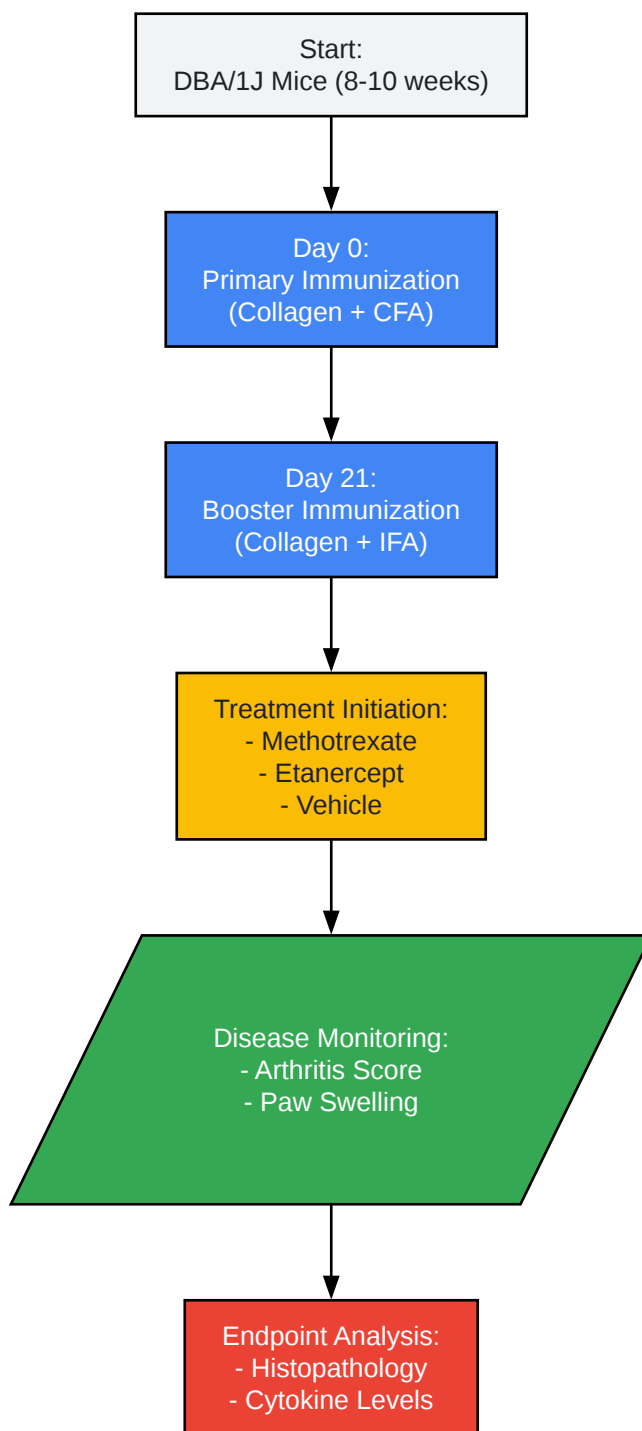 Start:
DBA/1J Mice (8-10 weeks)
Day 0:
Primary Immunization
(Collagen + CFA)
Day 21:
Booster Immunization
(Collagen + IFA)
Treatment Initiation:
- Methotrexate
- Etanercept
- Vehicle
Disease Monitoring:
- Arthritis Score
- Paw Swelling
Endpoint Analysis:
- Histopathology
- Cytokine Levels